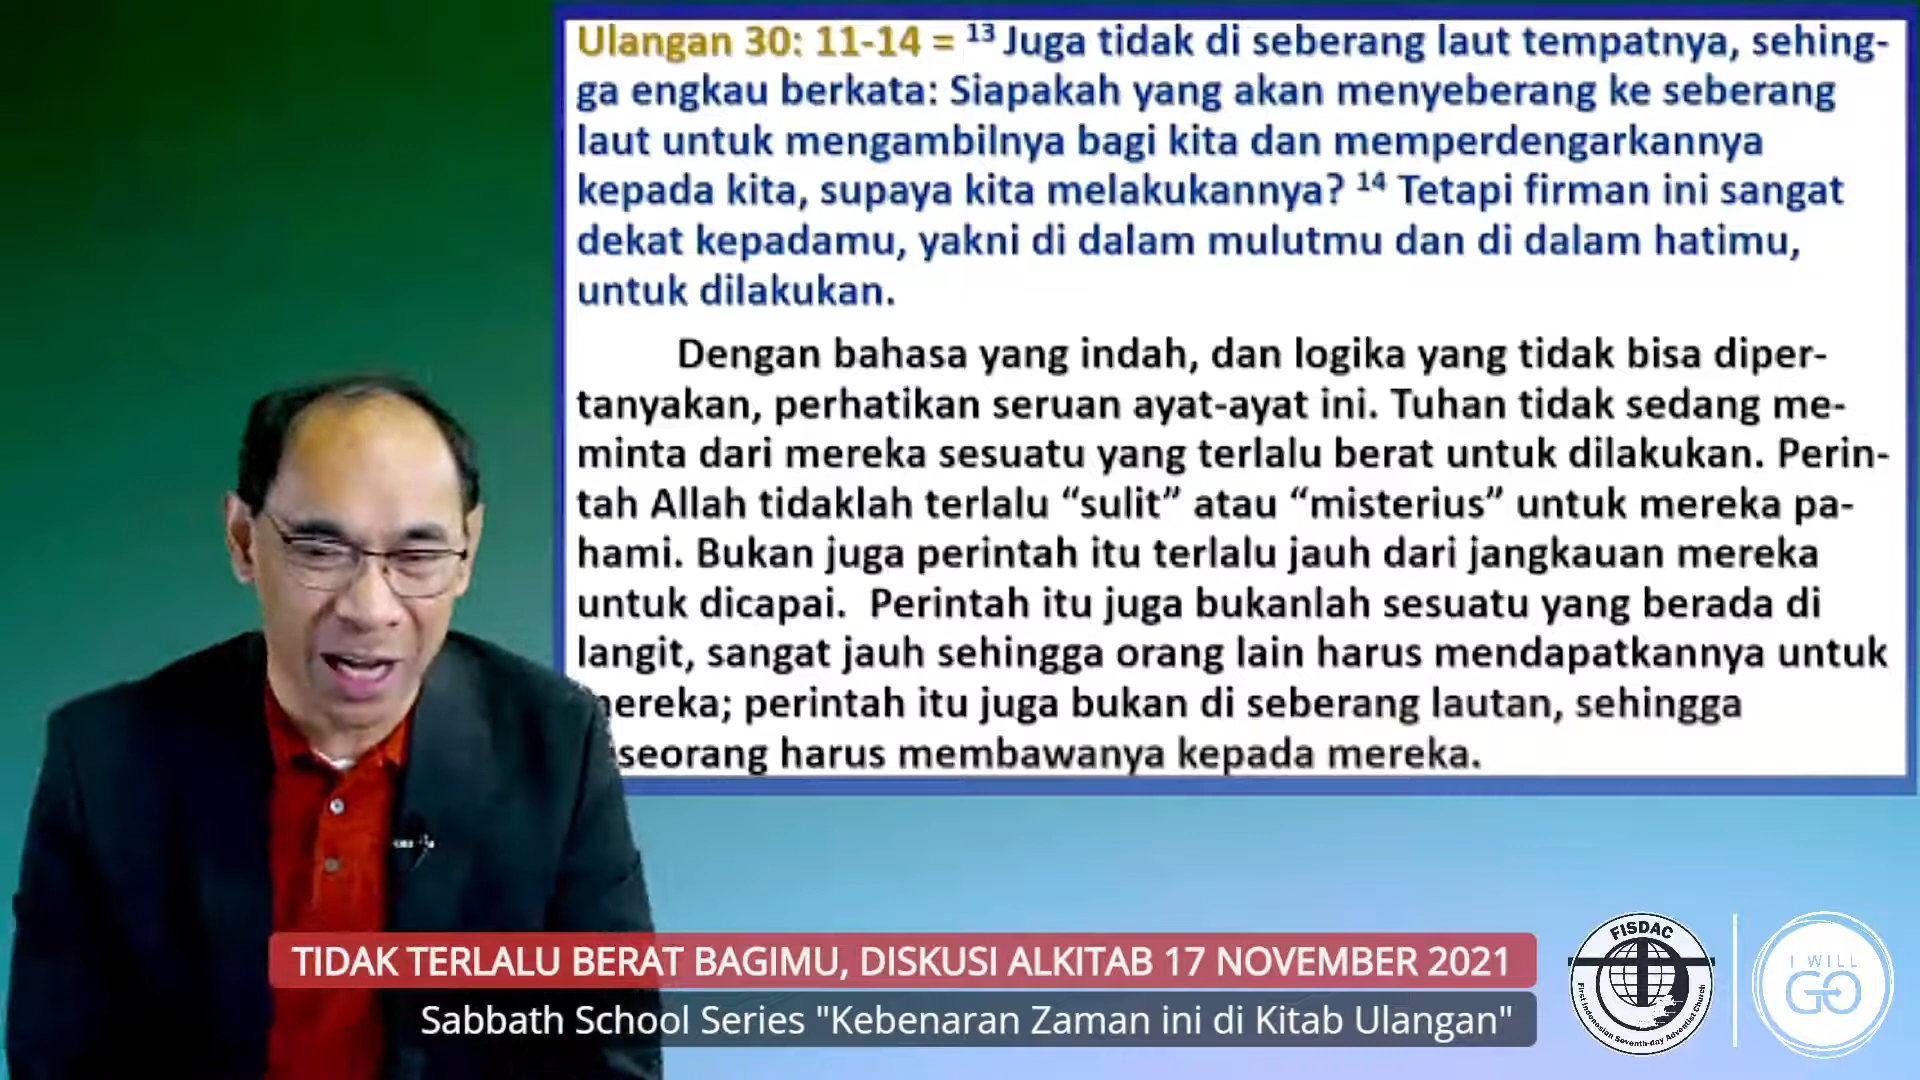 Ulangan 30: 11-14 = ¹³ Juga tidak di seberang laut tempatnya, sehing-
ga engkau berkata: Siapakah yang akan menyeberang ke seberang
laut untuk mengambilnya bagi kita dan memperdengarkannya
kepada kita, supaya kita melakukannya? ¹⁴ Tetapi firman ini sangat
dekat kepadamu, yakni di dalam mulutmu dan di dalam hatimu,
untuk dilakukan.
Dengan bahasa yang indah, dan logika yang tidak bisa diper-
tanyakan, perhatikan seruan ayat-ayat ini. Tuhan tidak sedang me-
minta dari mereka sesuatu yang terlalu berat untuk dilakukan. Perin-
tah Allah tidaklah terlalu “sulit” atau “misterius” untuk mereka pa-
hami. Bukan juga perintah itu terlalu jauh dari jangkauan mereka
untuk dicapai. Perintah itu juga bukanlah sesuatu yang berada di
langit, sangat jauh sehingga orang lain harus mendapatkannya untuk
mereka; perintah itu juga bukan di seberang lautan, sehingga
seorang harus membawanya kepada mereka.
TIDAK TERLALU BERAT BAGIMU, DISKUSI ALKITAB 17 NOVEMBER 2021
Sabbath School Series "Kebenaran Zaman ini di Kitab Ulangan"
FISDAC
First Indonesian Seventh-day Adventist Church
I WILL
GO